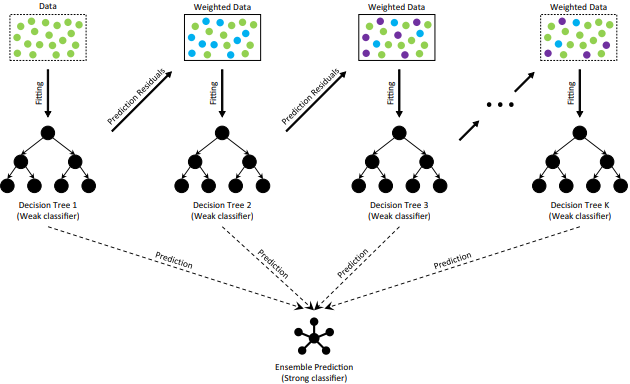 Data
Weighted Data
Weighted Data
Weighted Data
Fitting
Prediction Residuals
Fitting
Prediction Residuals
Fitting
Fitting
Decision Tree 1
(Weak classifier)
Decision Tree 2
(Weak classifier)
Decision Tree 3
(Weak classifier)
Decision Tree K
(Weak classifier)
Prediction
Prediction
Prediction
Prediction
Ensemble Prediction
(Strong classifier)